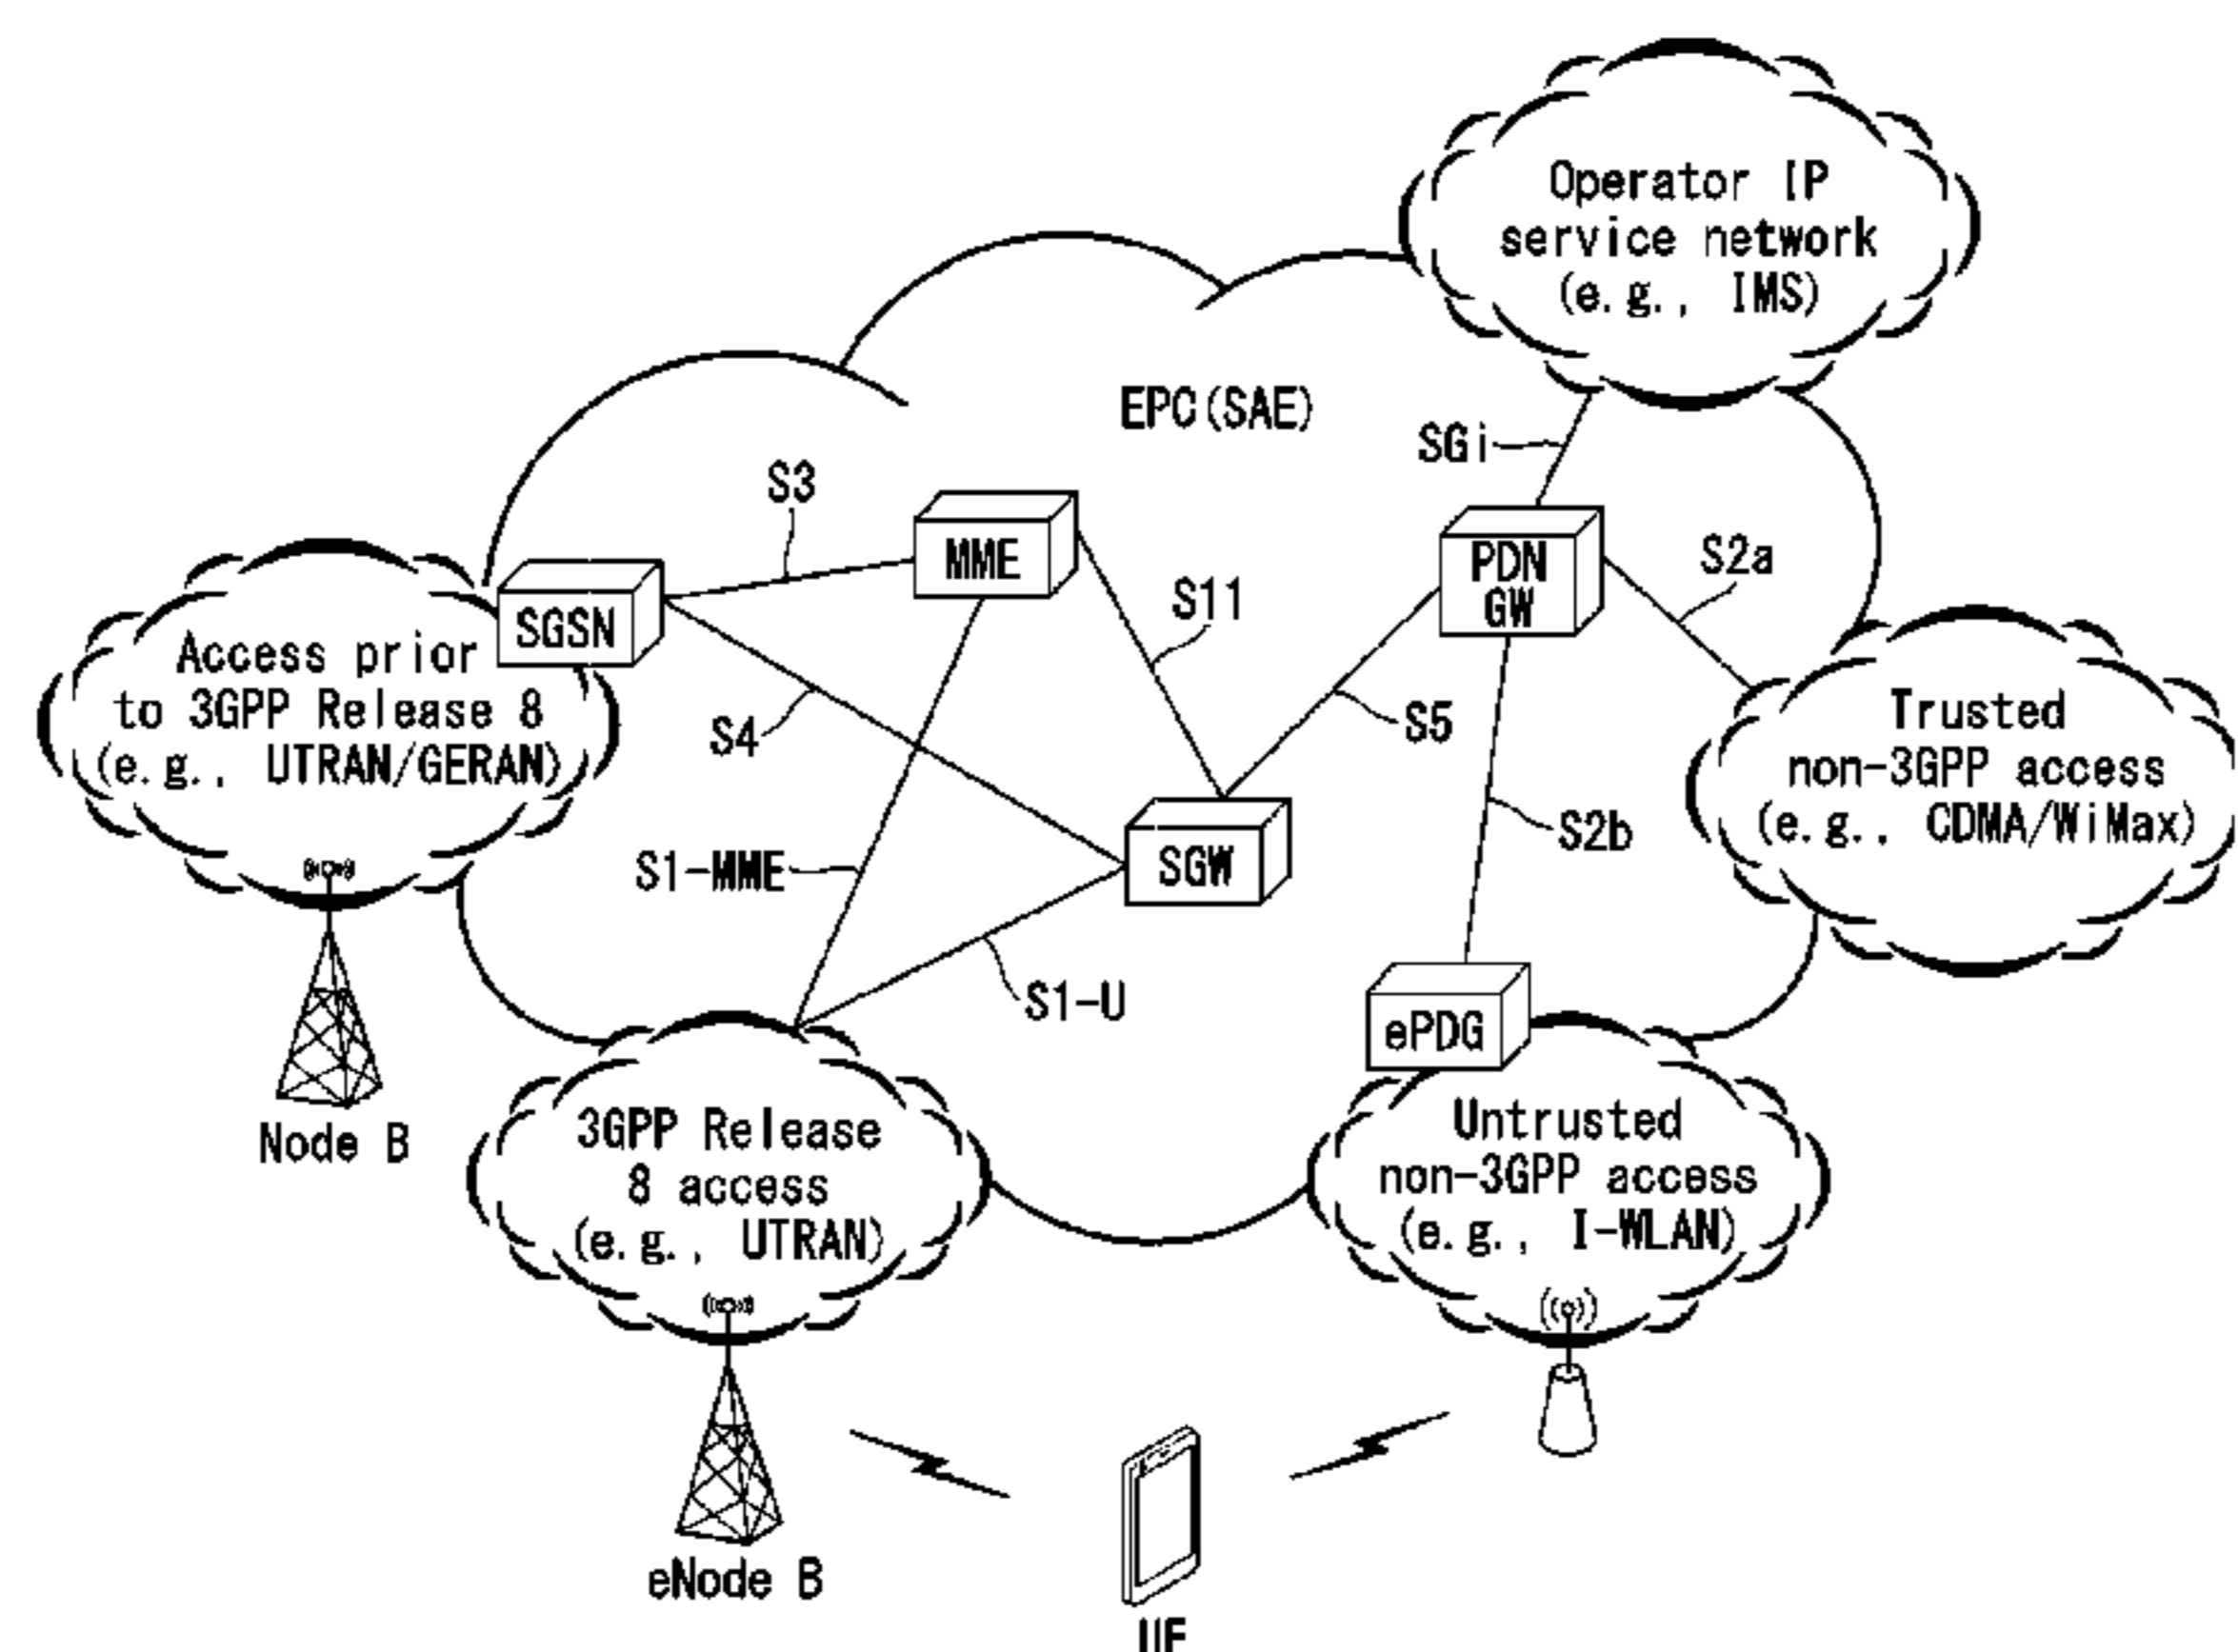 Operator IP
service network
(e.g., IMS)
EPC(SAE)
SGi
S3
MME
PDN
GW
S2a
SGSN
S11
Access prior
to 3GPP Release 8
(e.g., UTRAN/GERAN)
S4
S5
Trusted
non-3GPP access
(e.g., CDMA/WiMax)
S1-MME
SGW
S2b
S1-U
ePDG
Node B
3GPP Release
8 access
(e.g., UTRAN)
Untrusted
non-3GPP access
(e.g., I-WLAN)
eNode B
UE